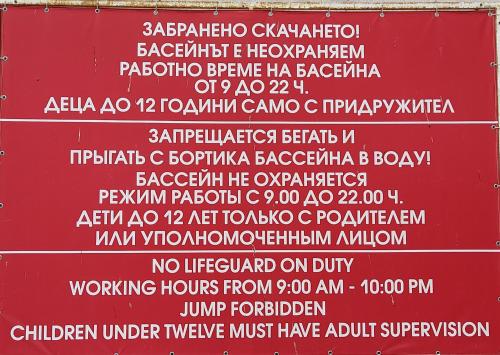 ЗАБРАНЕНО СКАЧАНЕТО!
БАСЕЙНЪТ Е НЕОХРАНЯЕМ
РАБОТНО ВРЕМЕ НА БАСЕЙНА
ОТ 9 ДО 22 Ч.
ДЕЦА ДО 12 ГОДИНИ САМО С ПРИДРУЖИТЕЛ
ЗАПРЕЩАЕТСЯ БЕГАТЬ И
ПРЫГАТЬ С БОРТИКА БАССЕЙНА В ВОДУ!
БАССЕЙН НЕ ОХРАНЯЕТСЯ
РЕЖИМ РАБОТЫ С 9.00 ДО 22.00 Ч.
ДЕТИ ДО 12 ЛЕТ ТОЛЬКО С РОДИТЕЛЕМ
ИЛИ УПОЛНОМОЧЕННЫМ ЛИЦОМ
NO LIFEGUARD ON DUTY
WORKING HOURS FROM 9:00 AM - 10:00 PM
JUMP FORBIDDEN
CHILDREN UNDER TWELVE MUST HAVE ADULT SUPERVISION